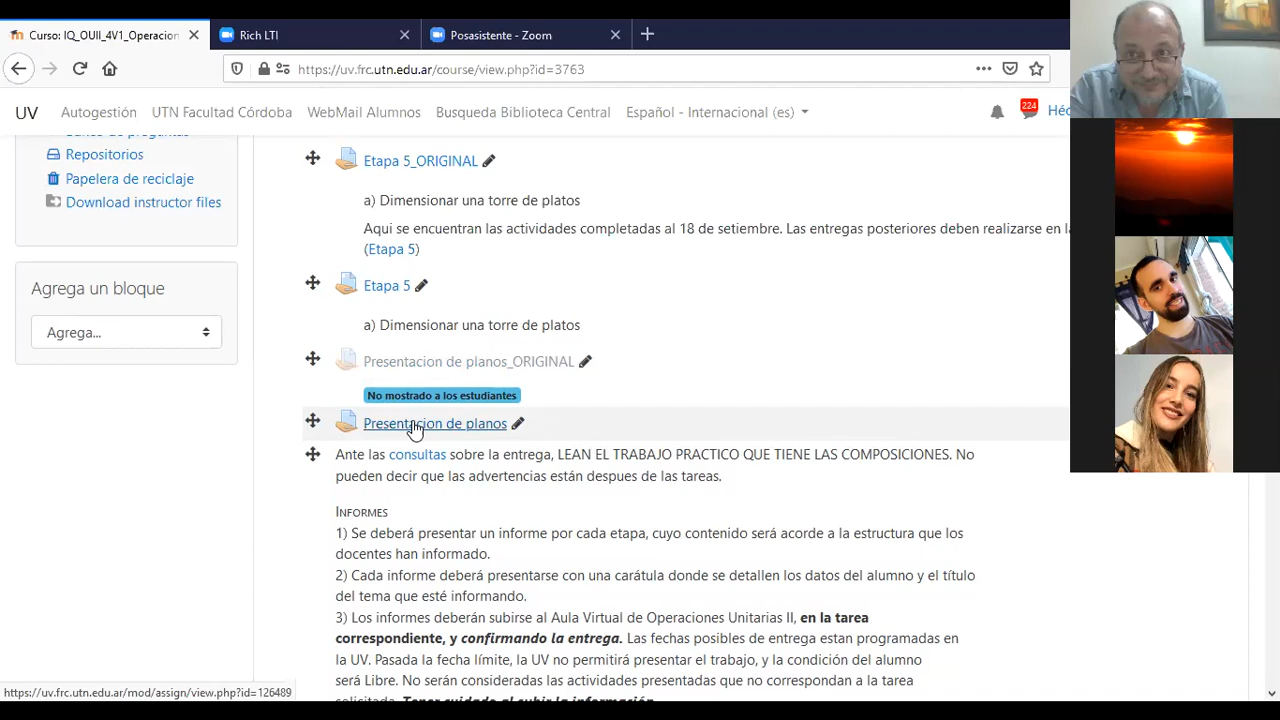 Curso: IQ_OUII_4V1_Operacion
Rich LTI
Posasistente - Zoom
https://uv.frc.utn.edu.ar/course/view.php?id=3763
UV
Autogestión
UTN Facultad Córdoba
WebMail Alumnos
Busqueda Biblioteca Central
Español - Internacional (es)
224
Héc
Banco de preguntas
Repositorios
Papelera de reciclaje
Download instructor files
Agrega un bloque
Agrega...
Etapa 5_ORIGINAL
a) Dimensionar una torre de platos
Aqui se encuentran las actividades completadas al 18 de setiembre. Las entregas posteriores deben realizarse en la
(Etapa 5)
Etapa 5
a) Dimensionar una torre de platos
Presentacion de planos_ORIGINAL
No mostrado a los estudiantes
Presentacion de planos
Ante las consultas sobre la entrega, LEAN EL TRABAJO PRACTICO QUE TIENE LAS COMPOSICIONES. No
pueden decir que las advertencias están despues de las tareas.
INFORMES
1) Se deberá presentar un informe por cada etapa, cuyo contenido será acorde a la estructura que los
docentes han informado.
2) Cada informe deberá presentarse con una carátula donde se detallen los datos del alumno y el título
del tema que esté informando.
3) Los informes deberán subirse al Aula Virtual de Operaciones Unitarias II, en la tarea
correspondiente, y confirmando la entrega. Las fechas posibles de entrega estan programadas en
la UV. Pasada la fecha límite, la UV no permitirá presentar el trabajo, y la condición del alumno
será Libre. No serán consideradas las actividades presentadas que no correspondan a la tarea
solicitada. Tener cuidado al subir la información.
https://uv.frc.utn.edu.ar/mod/assign/view.php?id=126489